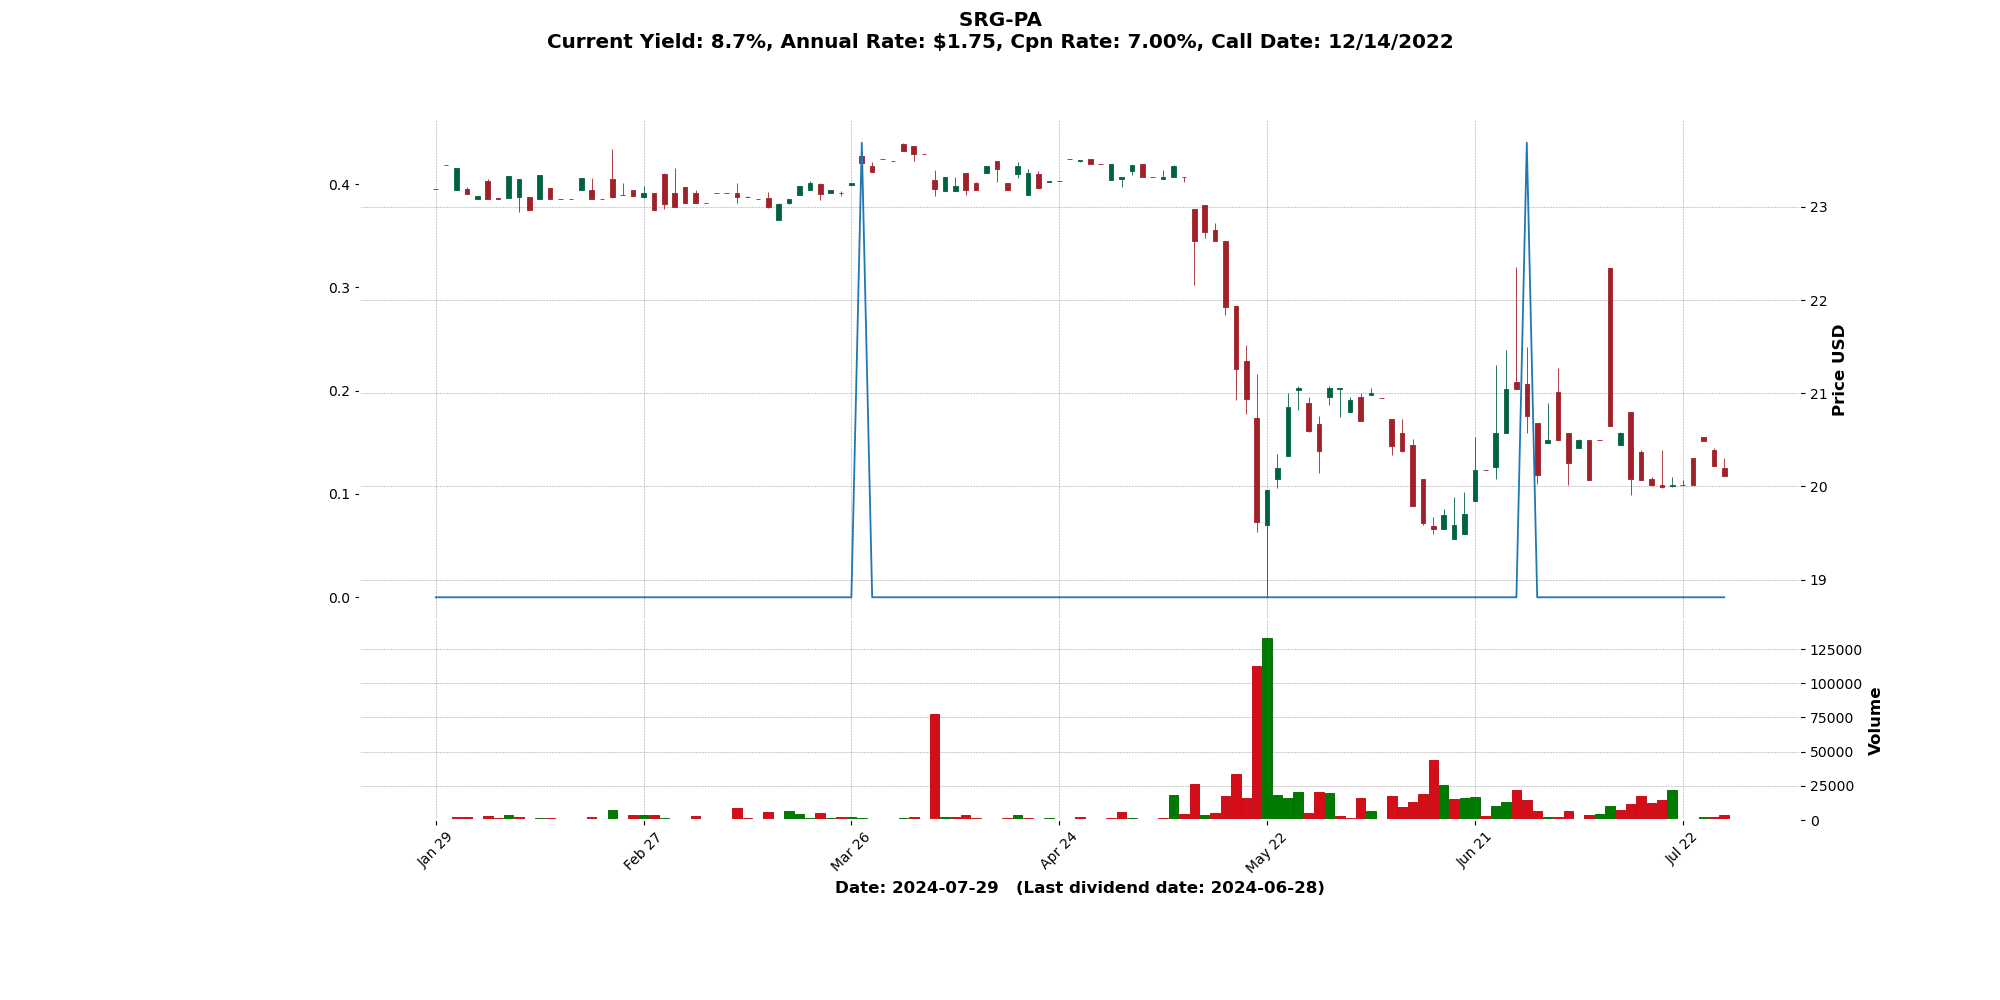 SRG-PA
Current Yield: 8.7%, Annual Rate: $1.75, Cpn Rate: 7.00%, Call Date: 12/14/2022
0.4
0.3
0.2
0.1
0.0
23
22
21
20
19
Price USD
125000
100000
75000
50000
25000
0
Volume
Jan 29
Feb 27
Mar 26
Apr 24
May 22
Jun 21
Jul 22
Date: 2024-07-29 (Last dividend date: 2024-06-28)